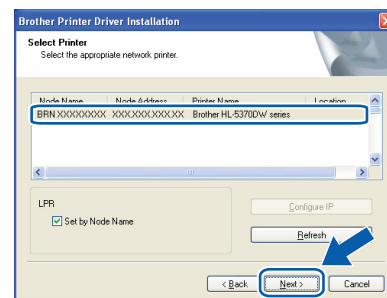 Brother Printer Driver Installation
Select Printer
Select the appropriate network printer.
Node Name Node Address Printer Name Location
BRN XXXXXXXXX XXX.XXX.XXX.XX Brother HL-5370DW series
LPR
Set by Node Name
Configure IP
Refresh
< Back Next > Cancel